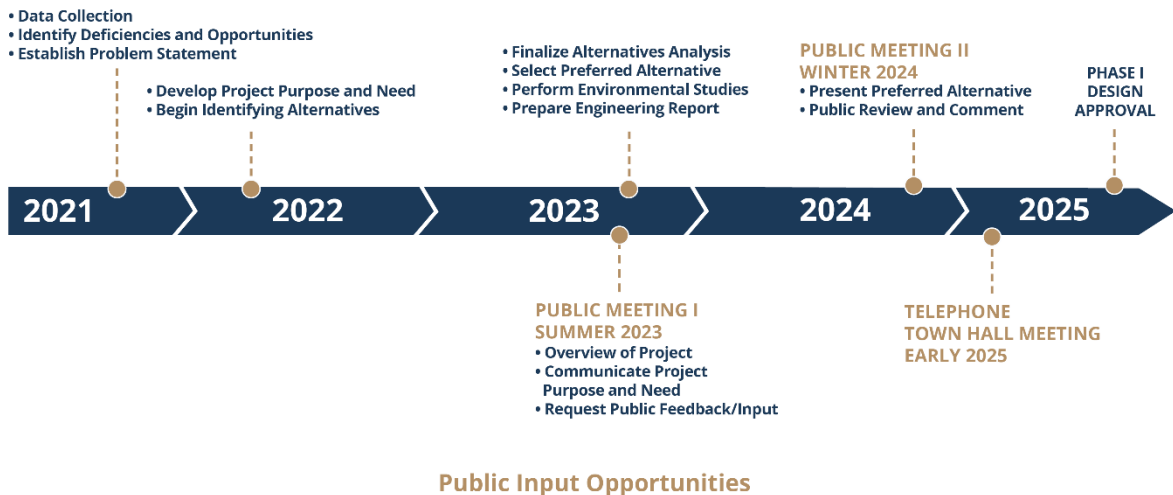 • Data Collection
• Identify Deficiencies and Opportunities
• Establish Problem Statement
• Develop Project Purpose and Need
• Begin Identifying Alternatives
• Finalize Alternatives Analysis
• Select Preferred Alternative
• Perform Environmental Studies
• Prepare Engineering Report
PUBLIC MEETING II
WINTER 2024
• Present Preferred Alternative
• Public Review and Comment
PHASE I
DESIGN
APPROVAL
2021
2022
2023
2024
2025
PUBLIC MEETING I
SUMMER 2023
• Overview of Project
• Communicate Project
Purpose and Need
• Request Public Feedback/Input
TELEPHONE
TOWN HALL MEETING
EARLY 2025
Public Input Opportunities